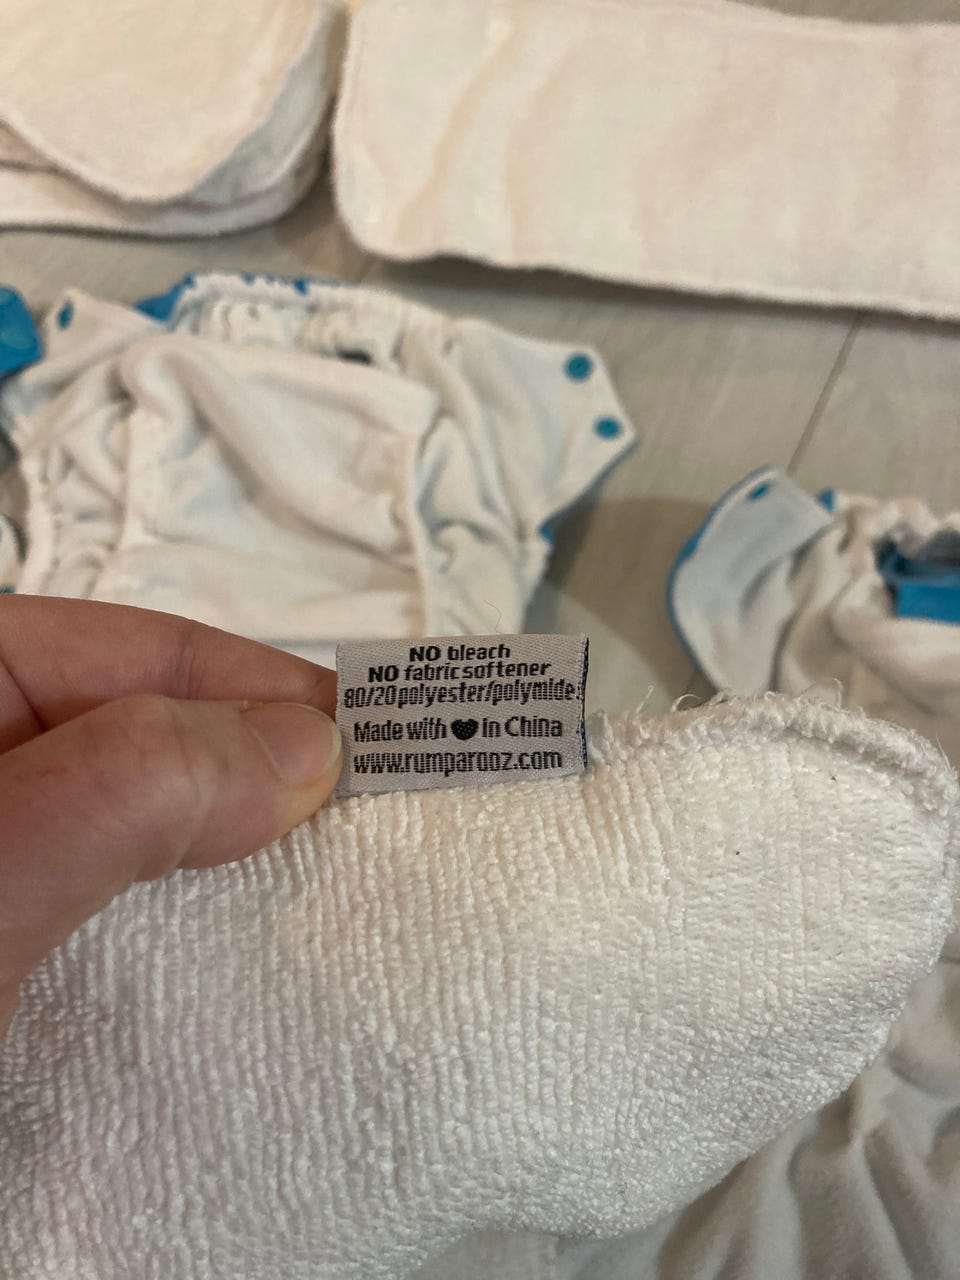 NO bleach
NO fabric softener
80/20 polyester/polymide
Made with in China
www.rumparooz.com